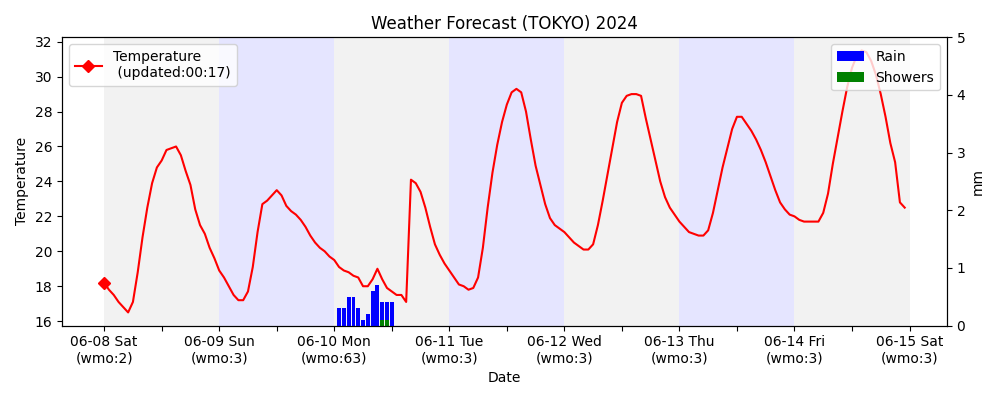 Weather Forecast (TOKYO) 2024
Temperature
(updated:00:17)
Rain
Showers
32
30
28
26
24
22
20
18
16
Temperature
5
4
3
2
1
0
mm
06-08 Sat
(wmo:2)
06-09 Sun
(wmo:3)
06-10 Mon
(wmo:63)
06-11 Tue
(wmo:3)
06-12 Wed
(wmo:3)
06-13 Thu
(wmo:3)
06-14 Fri
(wmo:3)
06-15 Sat
(wmo:3)
Date